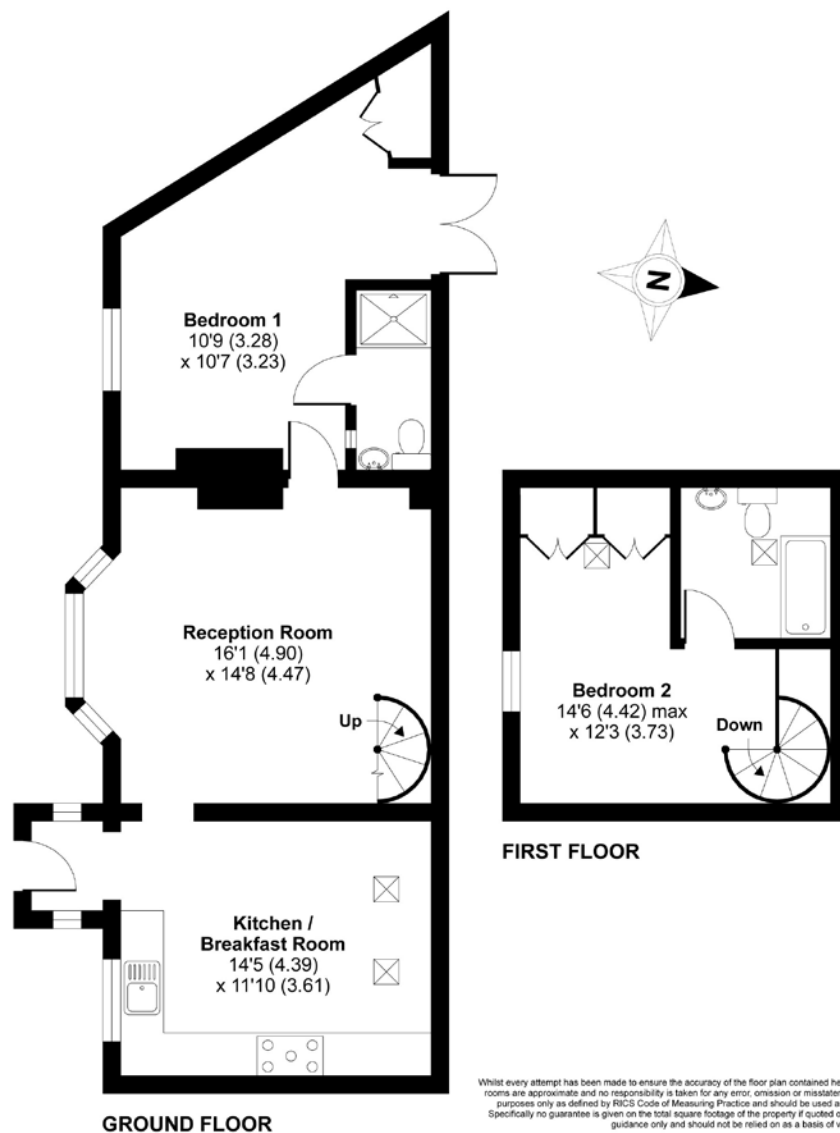 Bedroom 1
10'9 (3.28)
x 10'7 (3.23)
N
Reception Room
16'1 (4.90)
x 14'8 (4.47)
Up
Bedroom 2
14'6 (4.42) max
x 12'3 (3.73)
Down
FIRST FLOOR
Kitchen /
Breakfast Room
14'5 (4.39)
x 11'10 (3.61)
GROUND FLOOR
Whilst every attempt has been made to ensure the accuracy of the floor plan contained
rooms are approximate and no responsibility is taken for any error, omission or
purposes only as defined by RICS Code of Measuring Practice and should be used
Specifically no guarantee is given on the total square footage of the property if quoted
guidance only and should not be relied on as a basis